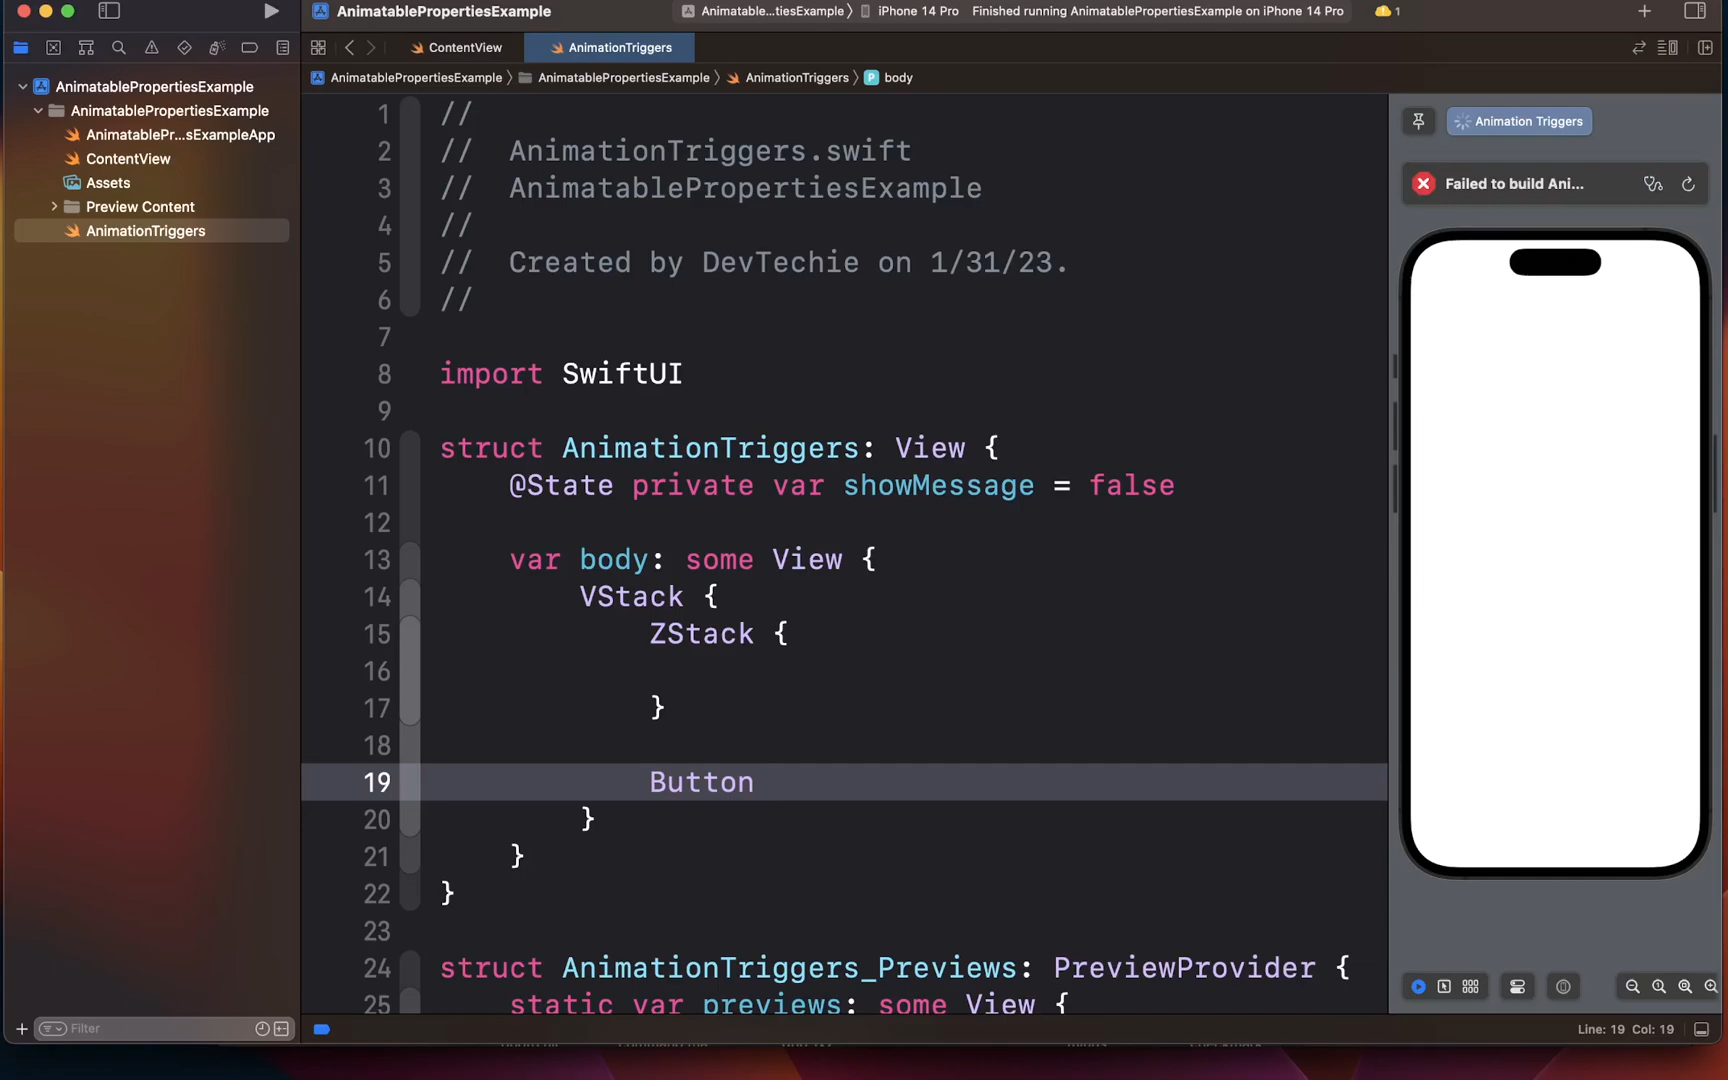 AnimatablePropertiesExample
Animatable...tiesExample
iPhone 14 Pro
Finished running AnimatablePropertiesExample on iPhone 14 Pro
1
ContentView
AnimationTriggers
AnimatablePropertiesExample
AnimatablePropertiesExample
AnimationTriggers
P
body
AnimatablePropertiesExample
AnimatablePropertiesExample
AnimatablePr...sExampleApp
ContentView
Assets
Preview Content
AnimationTriggers
1 //
2 //  AnimationTriggers.swift
3 //  AnimatablePropertiesExample
4 //
5 //  Created by DevTechie on 1/31/23.
6 //
7
8 import SwiftUI
9
10 struct AnimationTriggers: View {
11     @State private var showMessage = false
12
13     var body: some View {
14         VStack {
15             ZStack {
16
17             }
18
19             Button
20         }
21     }
22 }
23
24 struct AnimationTriggers_Previews: PreviewProvider {
25     static var previews: some View {
Animation Triggers
Failed to build Ani...
Filter
Line: 19 Col: 19